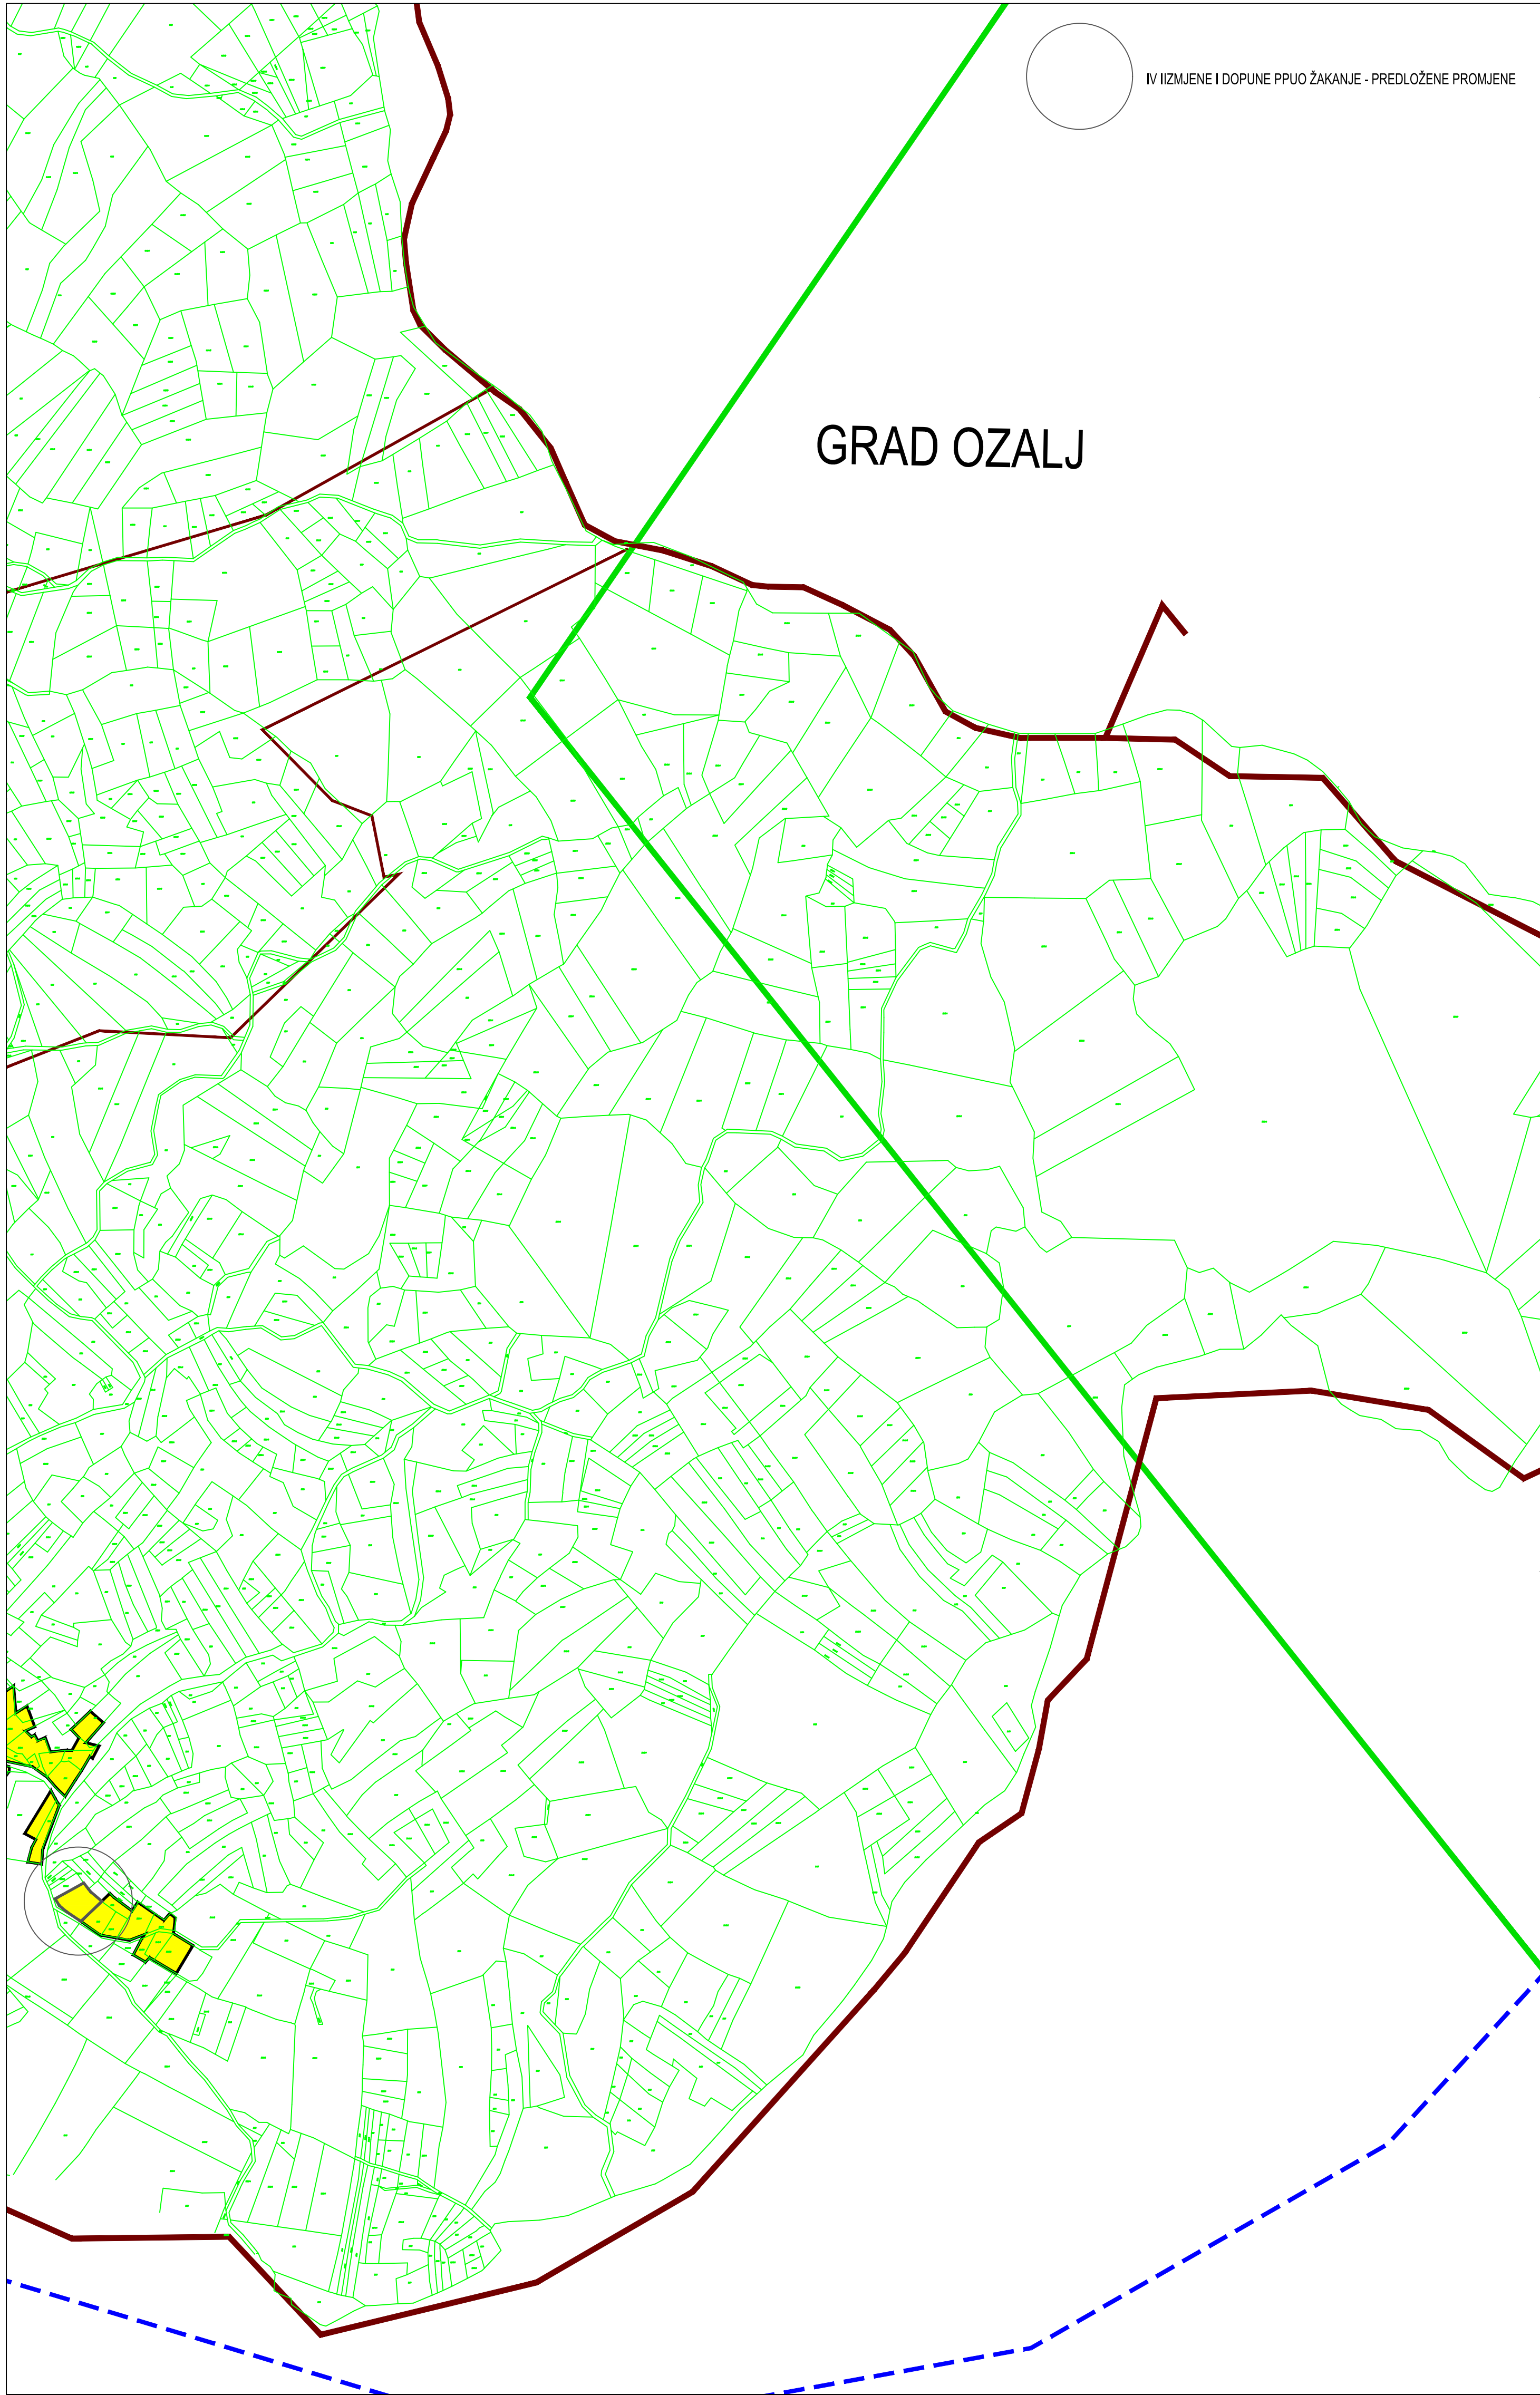 IV IIZMJENE I DOPUNE PPUO ŽAKANJE - PREDLOŽENE PROMJENE
GRAD OZALJ